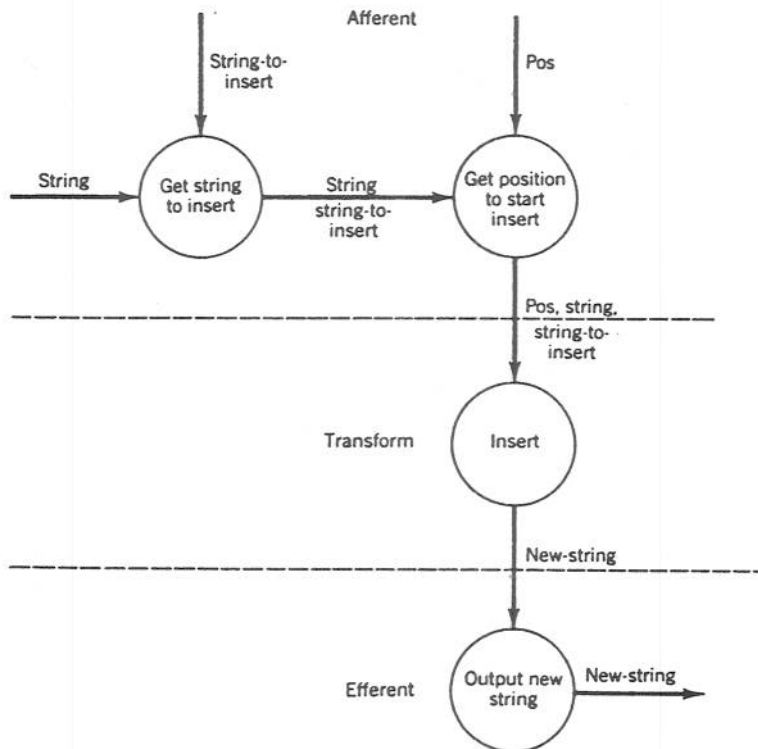 Afferent
String-to-
insert
Pos
String
Get string
to insert
String
string-to-
insert
Get position
to start
insert
Pos, string,
string-to-
insert
Transform
Insert
New-string
Efferent
Output new
string
New-string